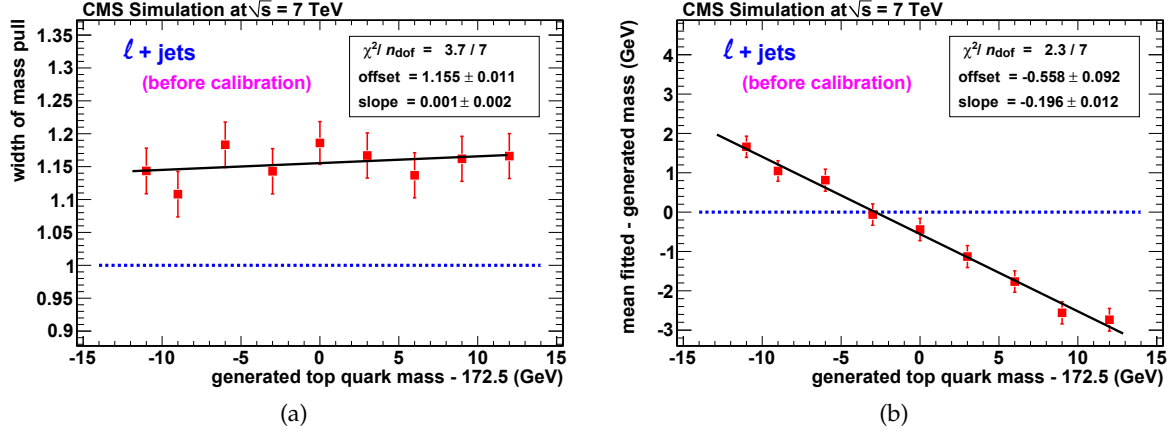 CMS Simulation at √s = 7 TeV
width of mass pull
1.35
1.3
1.25
1.2
1.15
1.1
1.05
1
0.95
0.9
ℓ + jets
(before calibration)
χ²/ n_dof = 3.7 / 7
offset = 1.155 ± 0.011
slope = 0.001 ± 0.002
-15 -10 -5 0 5 10 15
generated top quark mass - 172.5 (GeV)
(a)
CMS Simulation at √s = 7 TeV
mean fitted - generated mass (GeV)
4
3
2
1
0
-1
-2
-3
ℓ + jets
(before calibration)
χ²/ n_dof = 2.3 / 7
offset = -0.558 ± 0.092
slope = -0.196 ± 0.012
-15 -10 -5 0 5 10 15
generated top quark mass - 172.5 (GeV)
(b)